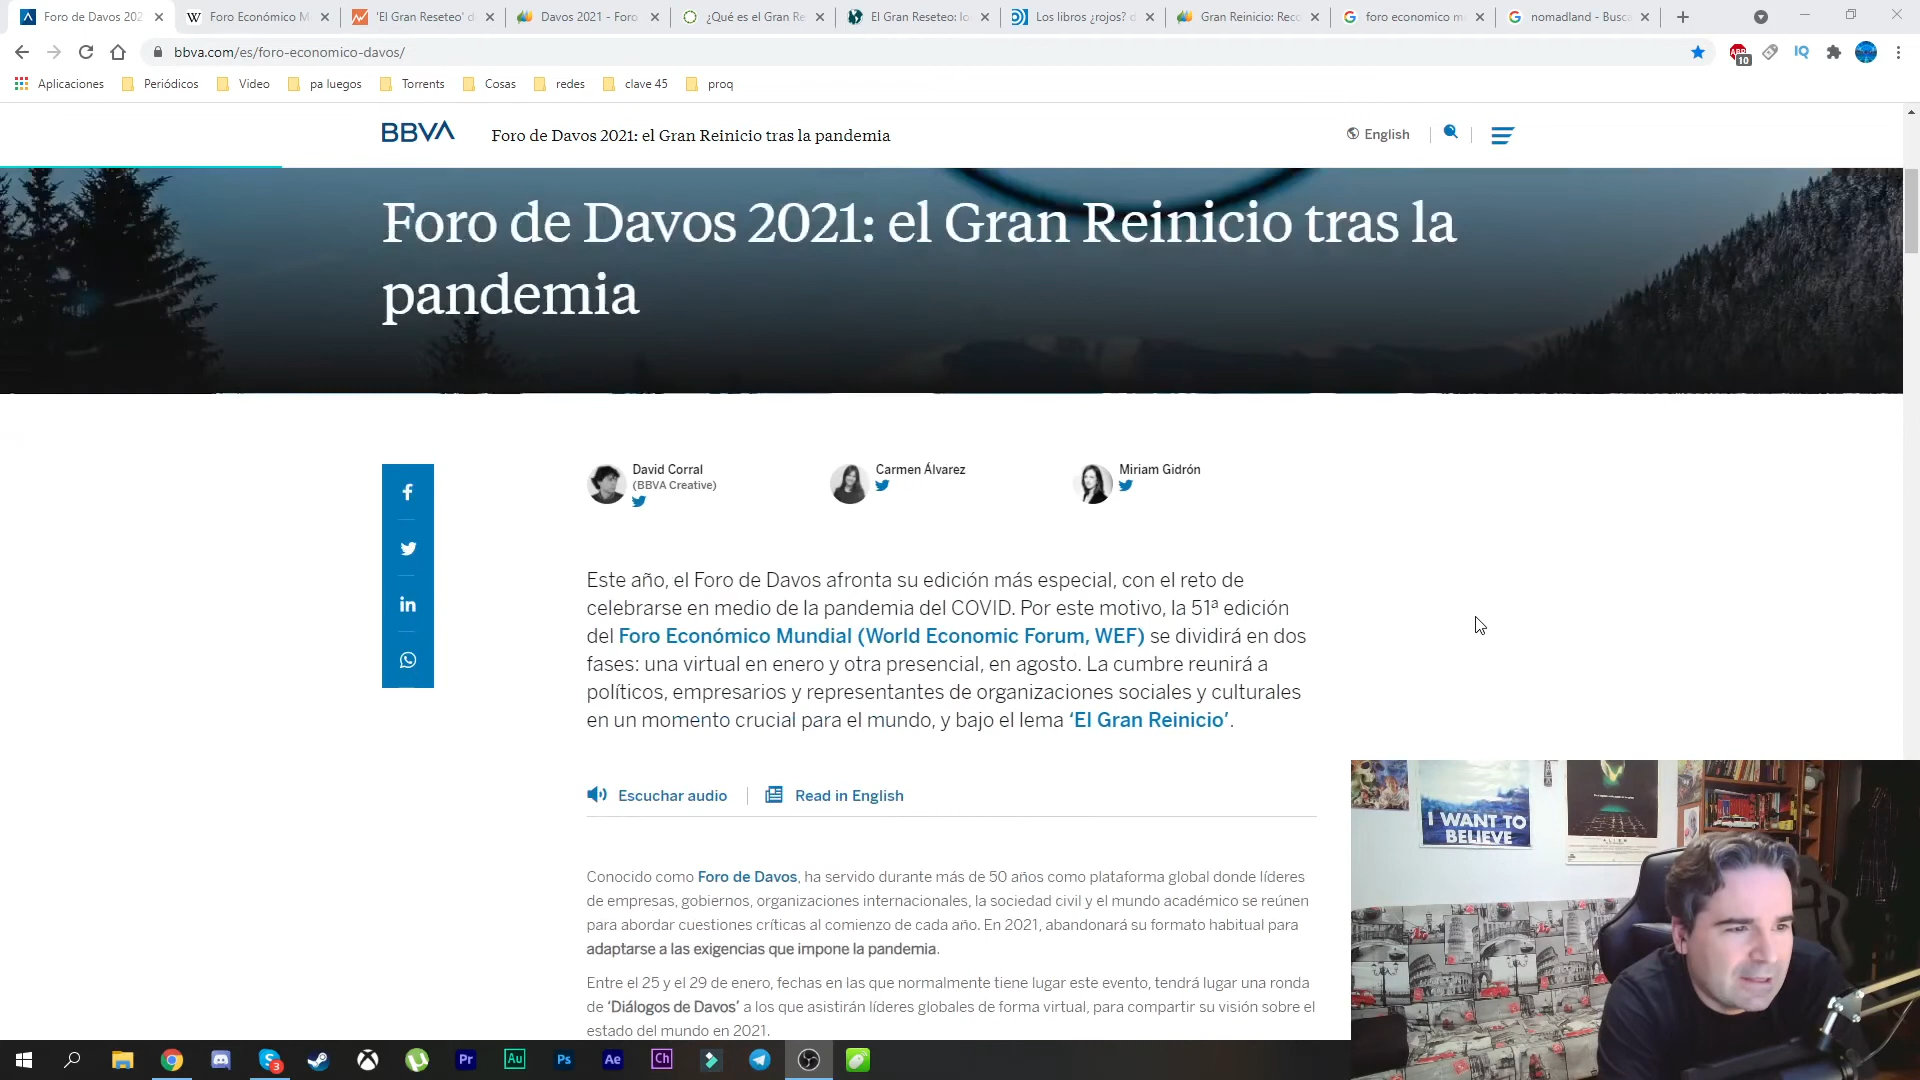 Foro de Davos 202
Foro Económico M
'El Gran Reseteo' d
Davos 2021 - Foro
¿Qué es el Gran Re
El Gran Reseteo: lo
Los libros ¿rojos? d
Gran Reinicio: Reco
foro economico m
nomadland - Busca
bbva.com/es/foro-economico-davos/
10
Aplicaciones
Periódicos
Video
pa luegos
Torrents
Cosas
redes
clave 45
proq
BBVA
Foro de Davos 2021: el Gran Reinicio tras la pandemia
English
Foro de Davos 2021: el Gran Reinicio tras la
pandemia
David Corral
(BBVA Creative)
Carmen Álvarez
Miriam Gidrón
Este año, el Foro de Davos afronta su edición más especial, con el reto de
celebrarse en medio de la pandemia del COVID. Por este motivo, la 51ª edición
del Foro Económico Mundial (World Economic Forum, WEF) se dividirá en dos
fases: una virtual en enero y otra presencial, en agosto. La cumbre reunirá a
políticos, empresarios y representantes de organizaciones sociales y culturales
en un momento crucial para el mundo, y bajo el lema ‘El Gran Reinicio’.
Escuchar audio
Read in English
Conocido como Foro de Davos, ha servido durante más de 50 años como plataforma global donde líderes
de empresas, gobiernos, organizaciones internacionales, la sociedad civil y el mundo académico se reúnen
para abordar cuestiones críticas al comienzo de cada año. En 2021, abandonará su formato habitual para
adaptarse a las exigencias que impone la pandemia.
Entre el 25 y el 29 de enero, fechas en las que normalmente tiene lugar este evento, tendrá lugar una ronda
de ‘Diálogos de Davos’ a los que asistirán líderes globales de forma virtual, para compartir su visión sobre el
estado del mundo en 2021.
I WANT TO
BELIEVE
ALIEN
3
Pr
Au
Ps
Ae
Ch